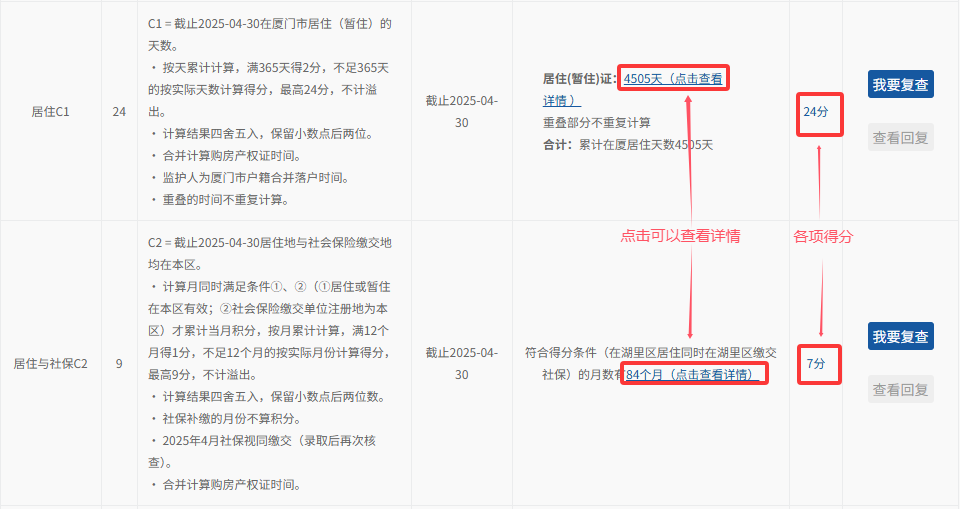 居住C1
24
C1 = 截止2025-04-30在厦门市居住（暂住）的
天数。
· 按天累计计算，满365天得2分，不足365天
的按实际天数计算得分，最高24分，不计溢
出。
· 计算结果四舍五入，保留小数点后两位。
· 合并计算购房产权证时间。
· 监护人为厦门市户籍合并落户时间。
· 重叠的时间不重复计算。
截止2025-04-
30
居住(暂住)证：4505天（点击查看
详情 ）
重叠部分不重复计算
合计：累计在厦居住天数4505天
24分
我要复查
查看回复
点击可以查看详情
各项得分
居住与社保C2
9
C2 = 截止2025-04-30居住地与社会保险缴交地
均在本区。
· 计算月同时满足条件①、②（①居住或暂住
在本区有效；②社会保险缴交单位注册地为本
区）才累计当月积分，按月累计计算，满12个
月得1分，不足12个月的按实际月份计算得分，
最高9分，不计溢出。
· 计算结果四舍五入，保留小数点后两位数。
· 社保补缴的月份不算积分。
· 2025年4月社保视同缴交（录取后再次核
查）。
· 合并计算购房产权证时间。
截止2025-04-
30
符合得分条件（在湖里区居住同时在湖里区缴交
社保）的月数有84个月（点击查看详情）
7分
我要复查
查看回复